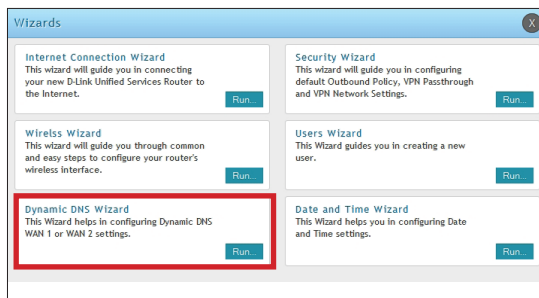 Wizards
X
Internet Connection Wizard
This wizard will guide you in connecting
your new D-Link Unified Services Router to
the Internet.
Run...
Security Wizard
This wizard will guide you in configuring
default Outbound Policy, VPN Passthrough
and VPN Network Settings.
Run...
Wirelss Wizard
This wizard will guide you through common
and easy steps to configure your router's
wireless interface.
Run...
Users Wizard
This Wizard guides you in creating a new
user.
Run...
Dynamic DNS Wizard
This Wizard helps in configuring Dynamic DNS
WAN 1 or WAN 2 settings.
Run...
Date and Time Wizard
This Wizard helps you in configuring Date
and Time settings.
Run...